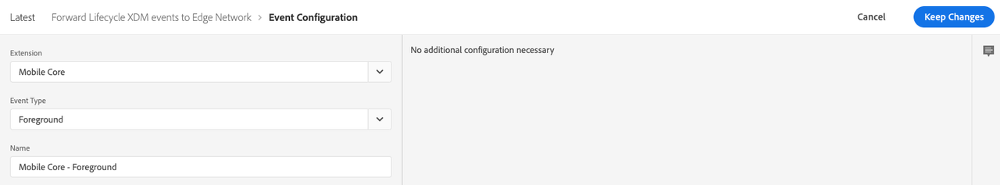 Latest Forward Lifecycle XDM events to Edge Network > Event Configuration Cancel Keep Changes
Extension
Mobile Core
Event Type
Foreground
Name
Mobile Core - Foreground
No additional configuration necessary